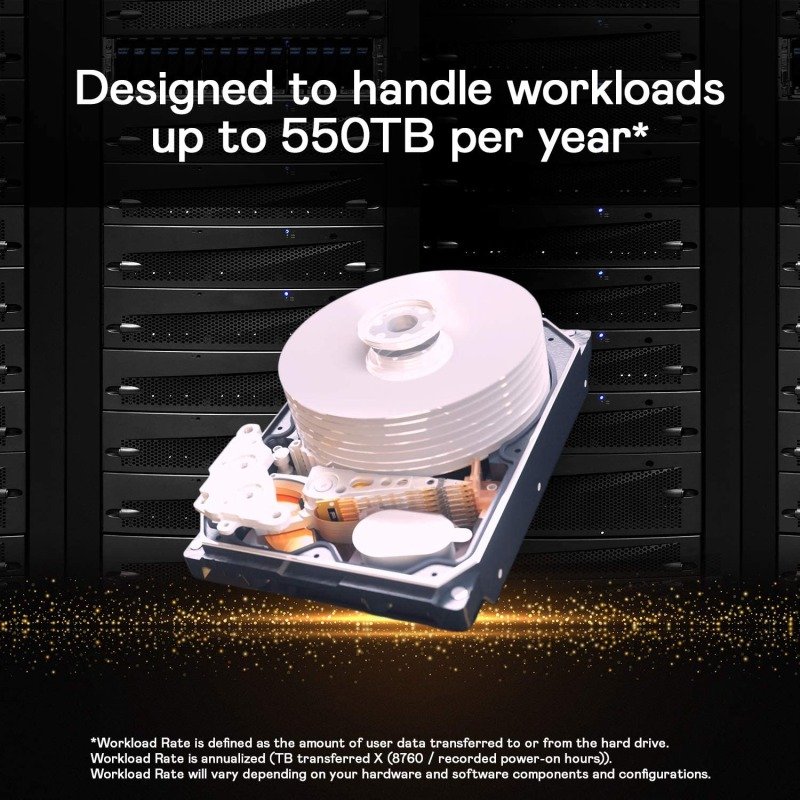 Designed to handle workloads
up to 550TB per year*
*Workload Rate is defined as the amount of user data transferred to or from the hard drive.
Workload Rate is annualized (TB transferred X (8760 / recorded power-on hours)).
Workload Rate will vary depending on your hardware and software components and configurations.